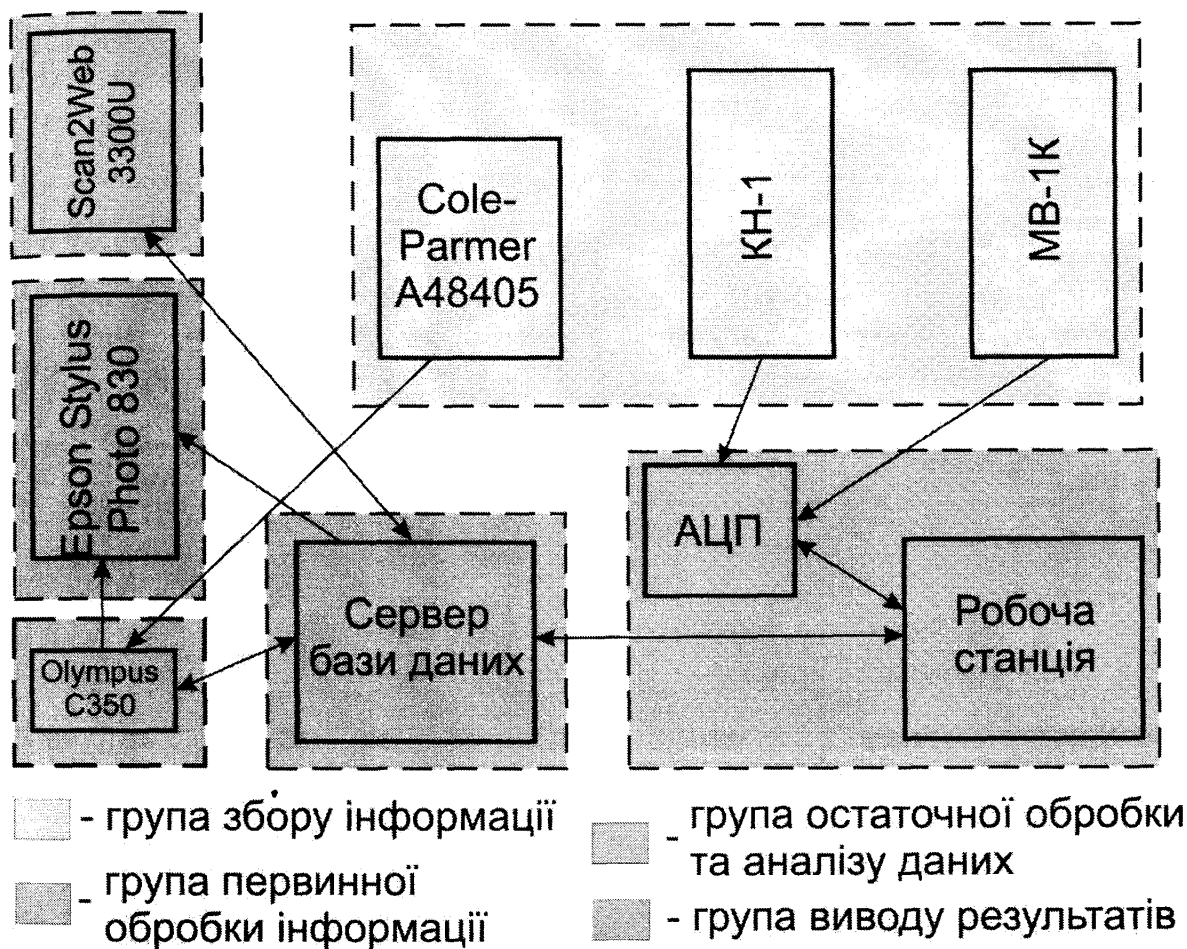 Scan2Web
3300U
Cole-
Parmer
A48405
КН-1
МВ-1К
Epson Stylus
Photo 830
АЦП
Сервер
бази даних
Робоча
станція
Olympus
C350
- група збору інформації
- група первинної
обробки інформації
- група остаточної обробки
та аналізу даних
- група виводу результатів